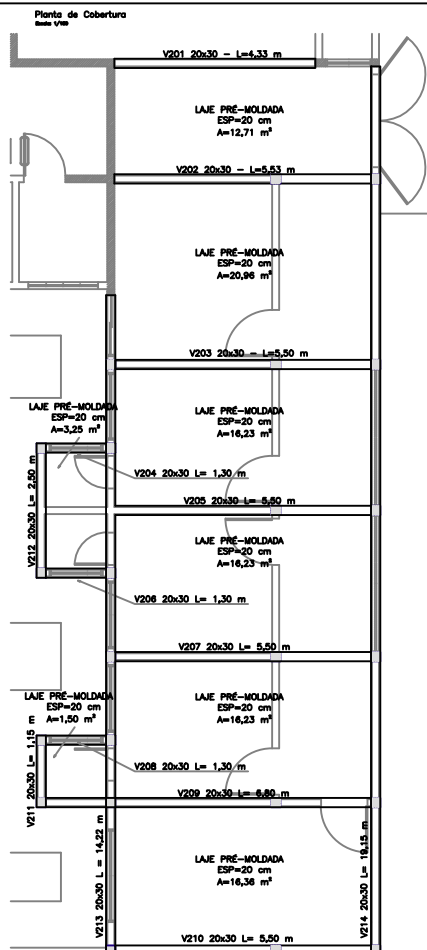 Planta de Cobertura
Escala 1/100
V201 20x30 - L=4,33 m
LAJE PRÉ-MOLDADA
ESP=20 cm
A=12,71 m²
V202 20x30 - L=5,53 m
LAJE PRÉ-MOLDADA
ESP=20 cm
A=20,96 m²
V203 20x30 - L=5,50 m
LAJE PRÉ-MOLDADA
ESP=20 cm
A=3,25 m²
LAJE PRÉ-MOLDADA
ESP=20 cm
A=16,23 m²
V204 20x30 L= 1,30 m
V212 20x30 L= 2,50 m
V205 20x30 L= 5,50 m
LAJE PRÉ-MOLDADA
ESP=20 cm
A=16,23 m²
V206 20x30 L= 1,30 m
V207 20x30 L= 5,50 m
LAJE PRÉ-MOLDADA
ESP=20 cm
A=1,50 m²
LAJE PRÉ-MOLDADA
ESP=20 cm
A=16,23 m²
V211 20x30 L= 1,15 m
V208 20x30 L= 1,30 m
V209 20x30 L= 6,80 m
V213 20x30 L = 14,22 m
LAJE PRÉ-MOLDADA
ESP=20 cm
A=16,36 m²
V214 20x30 L= 19,15 m
V210 20x30 L= 5,50 m